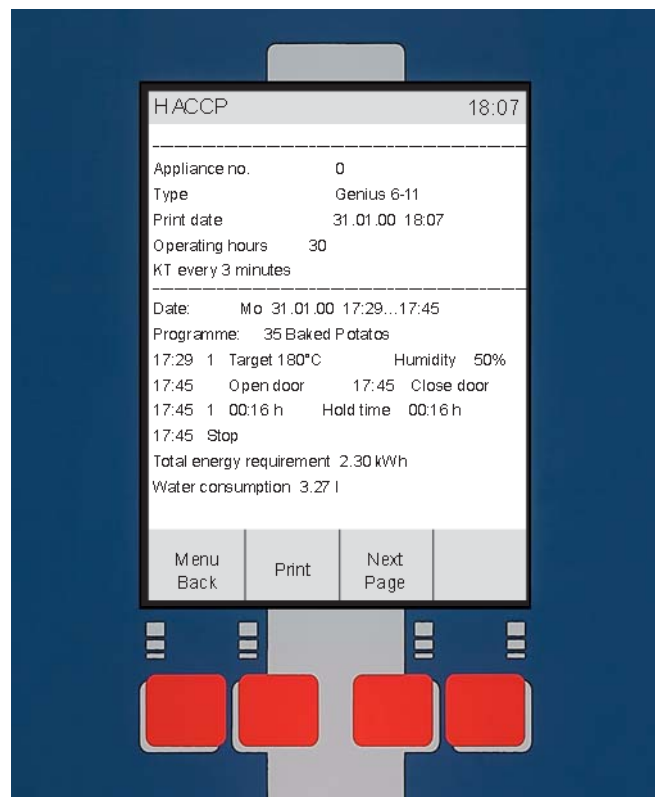 HACCP 18:07
Appliance no. 0
Type Genius 6-11
Print date 31.01.00 18:07
Operating hours 30
KT every 3 minutes
Date: Mo 31.01.00 17:29...17:45
Programme: 35 Baked Potatos
17:29 1 Target 180°C Humidity 50%
17:45 Open door 17:45 Close door
17:45 1 00:16 h Hold time 00:16 h
17:45 Stop
Total energy requirement 2.30 kWh
Water consumption 3.27 l
Menu Back
Print
Next Page